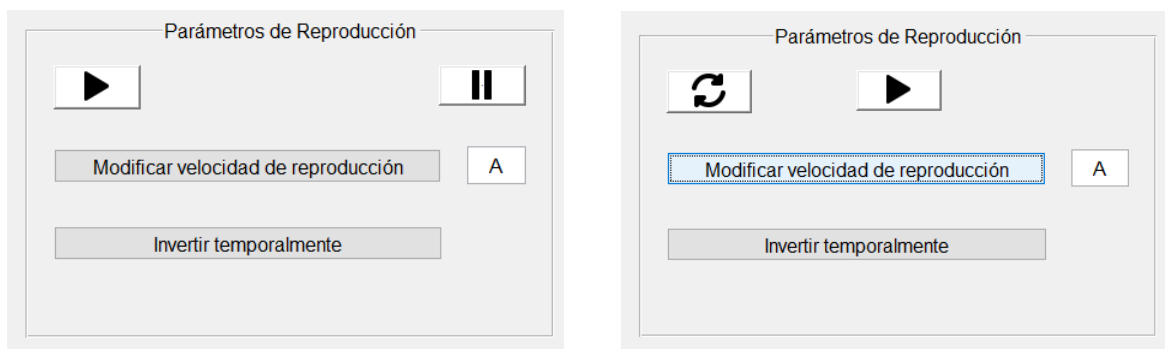 Parámetros de Reproducción
Modificar velocidad de reproducción
A
Invertir temporalmente
Parámetros de Reproducción
Modificar velocidad de reproducción
A
Invertir temporalmente